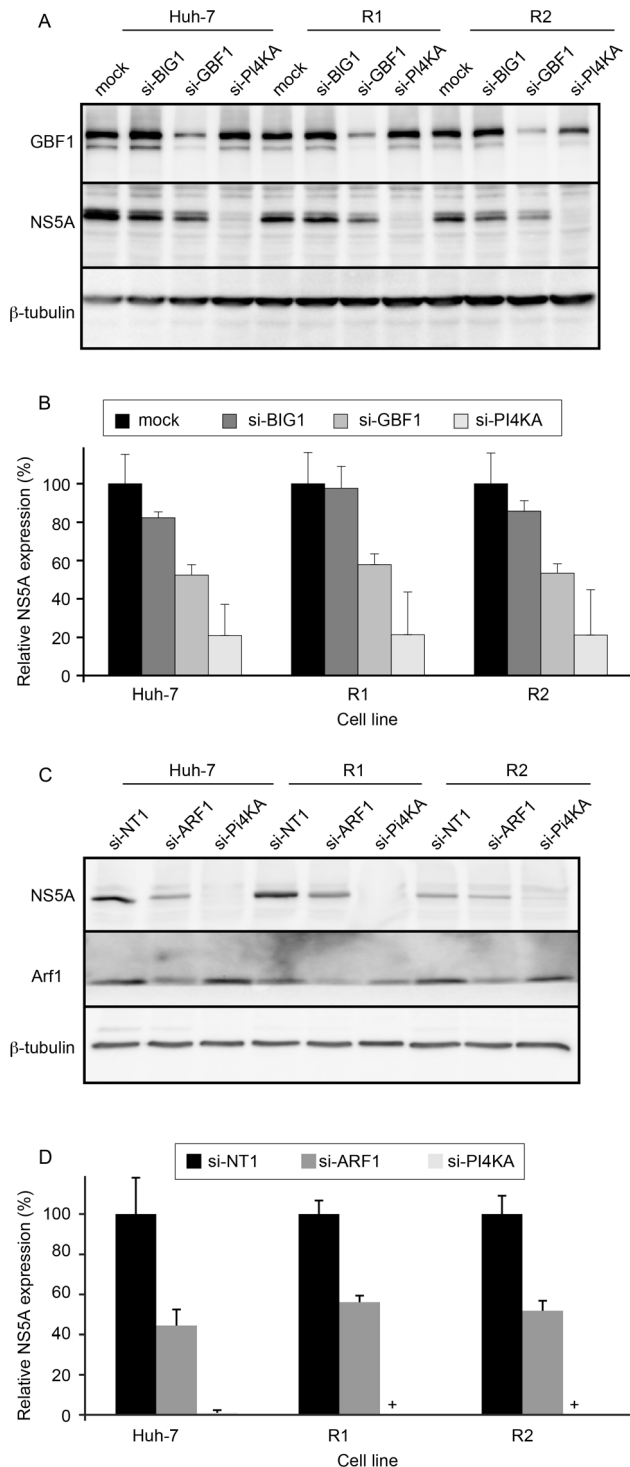 A
Huh-7 R1 R2
mock si-BIG1 si-GBF1 si-PI4KA mock si-BIG1 si-GBF1 si-PI4KA mock si-BIG1 si-GBF1 si-PI4KA
GBF1
NS5A
β-tubulin
B
mock si-BIG1 si-GBF1 si-PI4KA
Relative NS5A expression (%)
100
80
60
40
20
0
Huh-7 R1 R2
Cell line
C
Huh-7 R1 R2
si-NT1 si-ARF1 si-Pi4KA si-NT1 si-ARF1 si-Pi4KA si-NT1 si-ARF1 si-Pi4KA
NS5A
Arf1
β-tubulin
D
si-NT1 si-ARF1 si-PI4KA
Relative NS5A expression (%)
100
80
60
40
20
0
+ +
Huh-7 R1 R2
Cell line